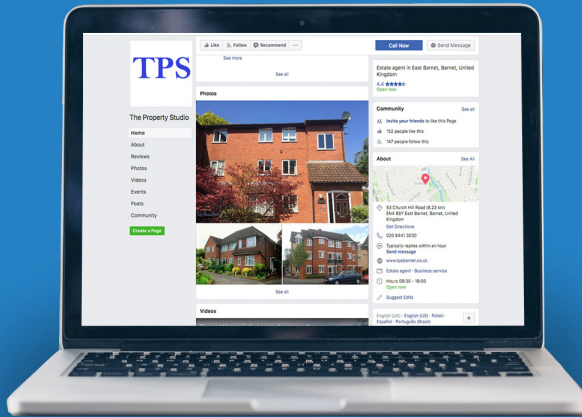 TPS
The Property Studio
Home
About
Reviews
Photos
Videos
Events
Posts
Community
Create a Page
Like Follow Recommend ...
See more
See all
Photos
See all
Videos
Call Now Send Message
Estate agent in East Barnet, Barnet, United
Kingdom
4.4
Open now
Community See all
Invite your friends to like this Page
152 people like this
147 people follow this
About See All
53 Church Hill Road (6.23 km)
EN4 8SY East Barnet, Barnet, United
Kingdom
Get Directions
020 8441 3030
Typically replies within an hour
Send message
www.tpsbarnet.co.uk
Estate agent · Business service
Hours 09:30 - 18:00
Open now
Suggest Edits
English (UK) · English (US) · Polski ·
Español · Português (Brasil)